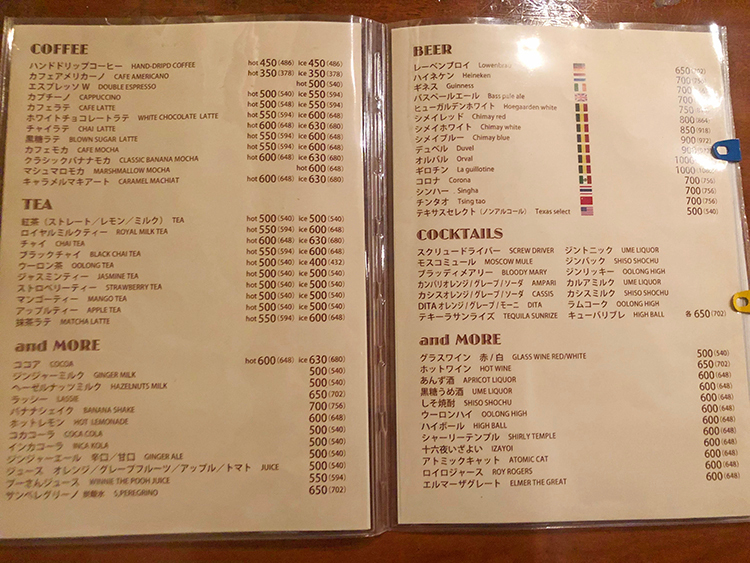 COFFEE
ハンドドリップコーヒー HAND-DRIPD COFFEE hot 450(486) ice 450(486)
カフェアメリカーノ CAFE AMERICANO hot 350(378) ice 350(378)
エスプレッソ W DOUBLE ESPRESSO hot 500(540)
カプチーノ CAPPUCCINO hot 500(540) ice 550(594)
カフェラテ CAFE LATTE hot 500(540) ice 550(594)
ホワイトチョコレートラテ WHITE CHOCOLATE LATTE hot 550(594) ice 600(648)
チャイラテ CHAI LATTE hot 600(648) ice 630(680)
黒糖ラテ BLOWN SUGAR LATTE hot 550(594) ice 600(648)
カフェモカ CAFE MOCHA hot 550(594) ice 600(648)
クラシックバナナモカ CLASSIC BANANA MOCHA hot 600(648) ice 630(680)
マシュマロモカ MARSHMALLOW MOCHA
キャラメルマキアート CARAMEL MACHIAT hot 600(648) ice 630(680)
TEA
紅茶（ストレート／レモン／ミルク） TEA hot 500(540) ice 500(540)
ロイヤルミルクティー ROYAL MILK TEA hot 550(594) ice 600(648)
チャイ CHAI TEA hot 500(540) ice 550(594)
ブラックチャイ BLACK CHAI TEA hot 500(540) ice 550(594)
ウーロン茶 OOLONG TEA hot 500(540) ice 400(432)
ジャスミンティー JASMINE TEA hot 500(540) ice 500(540)
ストロベリーティー STRAWBERRY TEA
マンゴーティー MANGO TEA hot 500(540) ice 500(540)
アップルティー APPLE TEA hot 500(540) ice 500(540)
抹茶ラテ MATCHA LATTE hot 550(594) ice 600(648)
and MORE
ココア COCOA hot 600(648) ice 630(680)
ジンジャーミルク GINGER MILK 500(540)
ヘーゼルナッツミルク HAZELNUTS MILK 500(540)
ラッシー LASSIE 650(702)
バナナシェイク BANANA SHAKE 700(756)
ホットレモン HOT LEMONADE 600(648)
コカコーラ COCA COLA 500(540)
インカコーラ INCA KOLA 500(540)
ジンジャーエール 辛口／甘口 GINGER ALE 500(540)
ジュース オレンジ／グレープフルーツ／アップル／トマト JUICE 500(540)
プーさんジュース WINNIE THE POOH JUICE 550(594)
サンペレグリーノ 炭酸水 S.PEREGRINO 650(702)
BEER
レーベンブロイ Lowenbord 650(702)
ハイネケン Heineken 700(756)
ギネス Guinness 700
バスペールエール Bass pale ale 700
ヒューガルデンホワイト Hoegaarden white 750
シメイレッド Chimay red 800(864)
シメイホワイト Chimay white 850(918)
シメイブルー Chimay blue 900(972)
デュベル Duvel 900
オルバル Orval 1000
ギロチン La guillotine 1000
コロナ Corona 700(756)
シンハー Singha 700(756)
チンタオ Tsing tao 700(756)
テキサスセレクト（ノンアルコール） Texas select 500(540)
COCKTAILS
スクリュードライバー SCREW DRIVER ジントニック UME LIQUOR
モスコミュール MOSCOW MULE ジンバック SHISO SHOCHU
ブラッディメアリー BLOODY MARY ジンリッキー OOLONG HIGH
カンパリオレンジ／グレープ／ソーダ AMPARI カルアミルク UME LIQUOR
カシスオレンジ／グレープ／ソーダ CASSIS カシスミルク SHISO SHOCHU
DITA オレンジ／グレープ／モーニ DITA ラムコーク OOLONG HIGH
テキーラサンライズ TEQUILA SUNRIZE キューバリブレ HIGH BALL 各 650(702)
and MORE
グラスワイン 赤／白 GLASS WINE RED/WHITE 500(540)
ホットワイン HOT WINE 650(702)
あんず酒 APRICOT LIQUOR 600(648)
黒糖うめ酒 UME LIQUOR 600(648)
しそ焼酎 SHISO SHOCHU 600(648)
ウーロンハイ OOLONG HIGH 600(648)
ハイボール HIGH BALL 600(648)
シャーリーテンプル SHIRLY TEMPLE 600(648)
十六夜いざよい IZAYOI 600(648)
アトミックキャット ATOMIC CAT 600(648)
ロイロジャース ROY ROGERS 600(648)
エルマーザグレート ELMER THE GREAT 600(648)